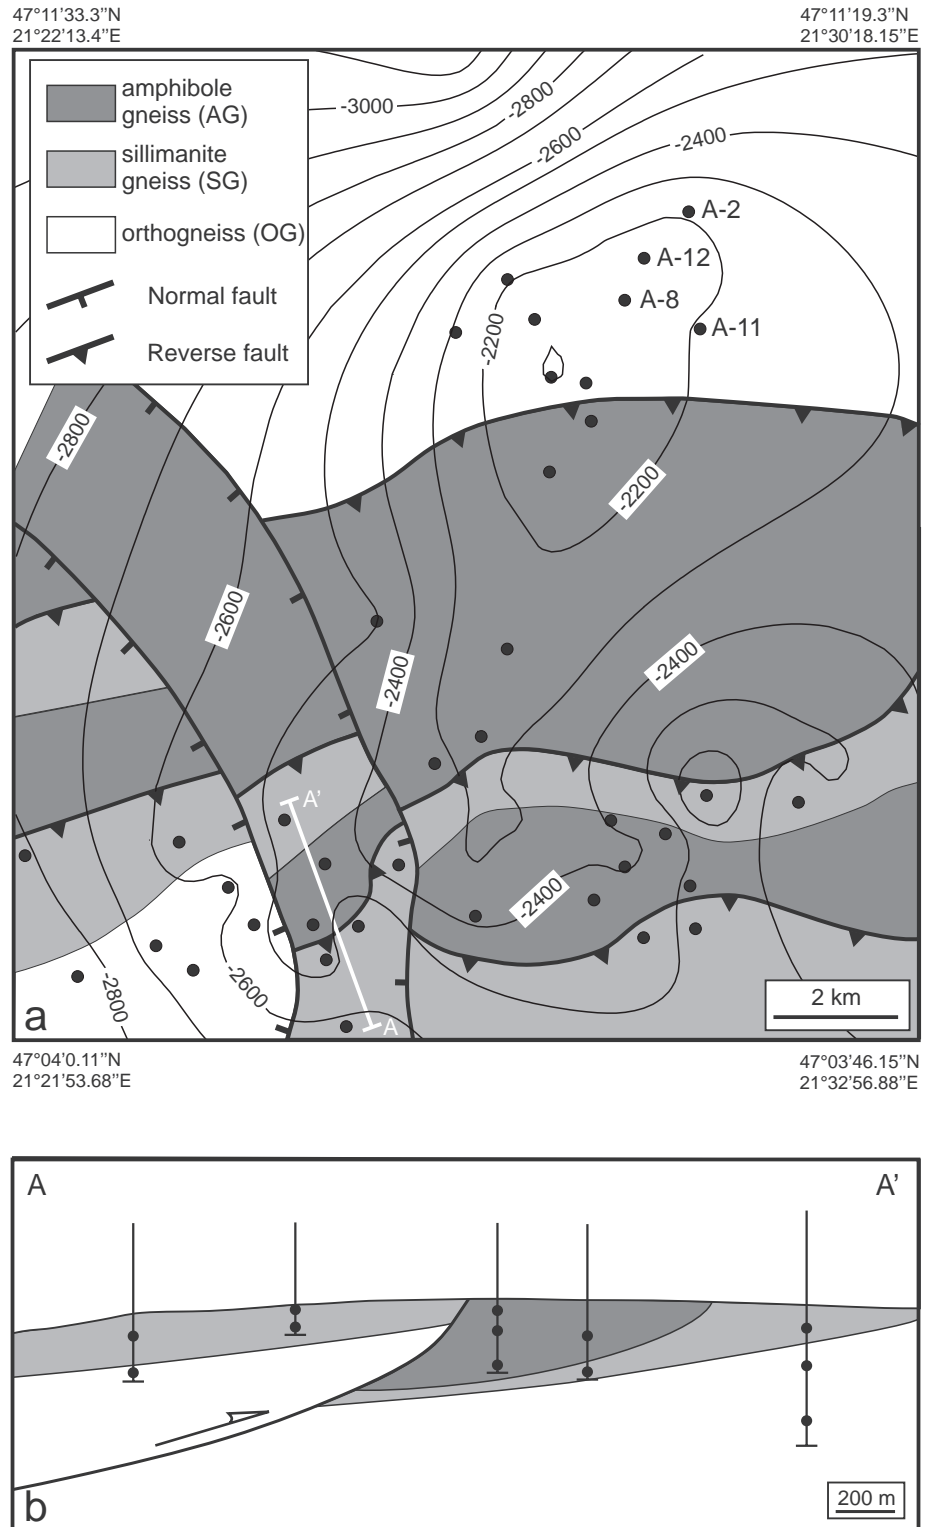 47°11’33.3’’N
21°22’13.4’’E
47°11’19.3’’N
21°30’18.15’’E
amphibole
gneiss (AG)
sillimanite
gneiss (SG)
orthogneiss (OG)
Normal fault
Reverse fault
-3000
-2800
-2600
-2400
A-2
A-12
A-8
A-11
-2200
-2800
-2200
-2600
-2400
-2400
A’
-2400
-2600
-2800
A
a
2 km
47°04’0.11’’N
21°21’53.68’’E
47°03’46.15’’N
21°32’56.88’’E
A
A’
b
200 m